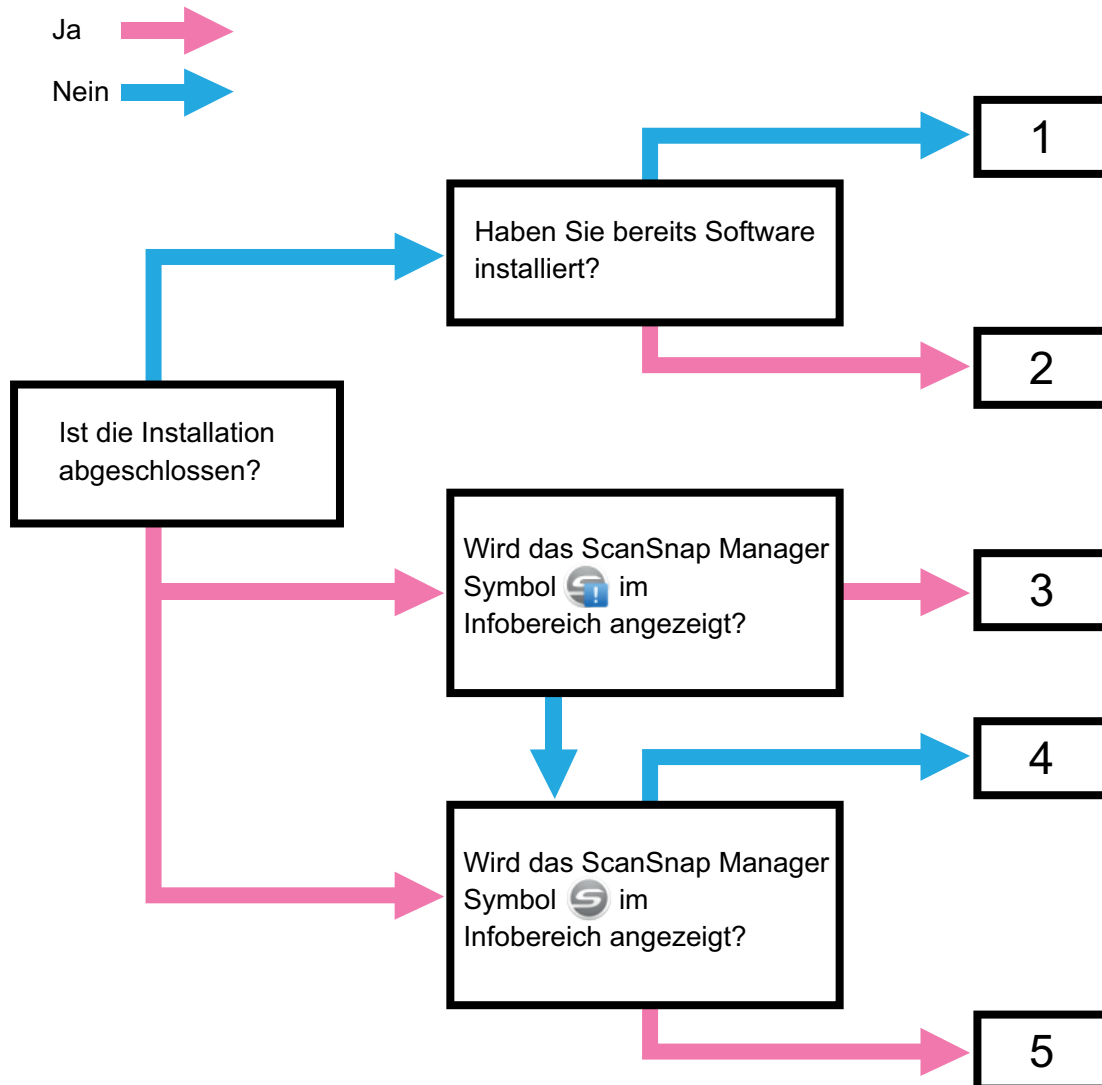 Ja
Nein
1
Haben Sie bereits Software
installiert?
2
Ist die Installation
abgeschlossen?
Wird das ScanSnap Manager
Symbol S! im
Infobereich angezeigt?
3
4
Wird das ScanSnap Manager
Symbol S im
Infobereich angezeigt?
5